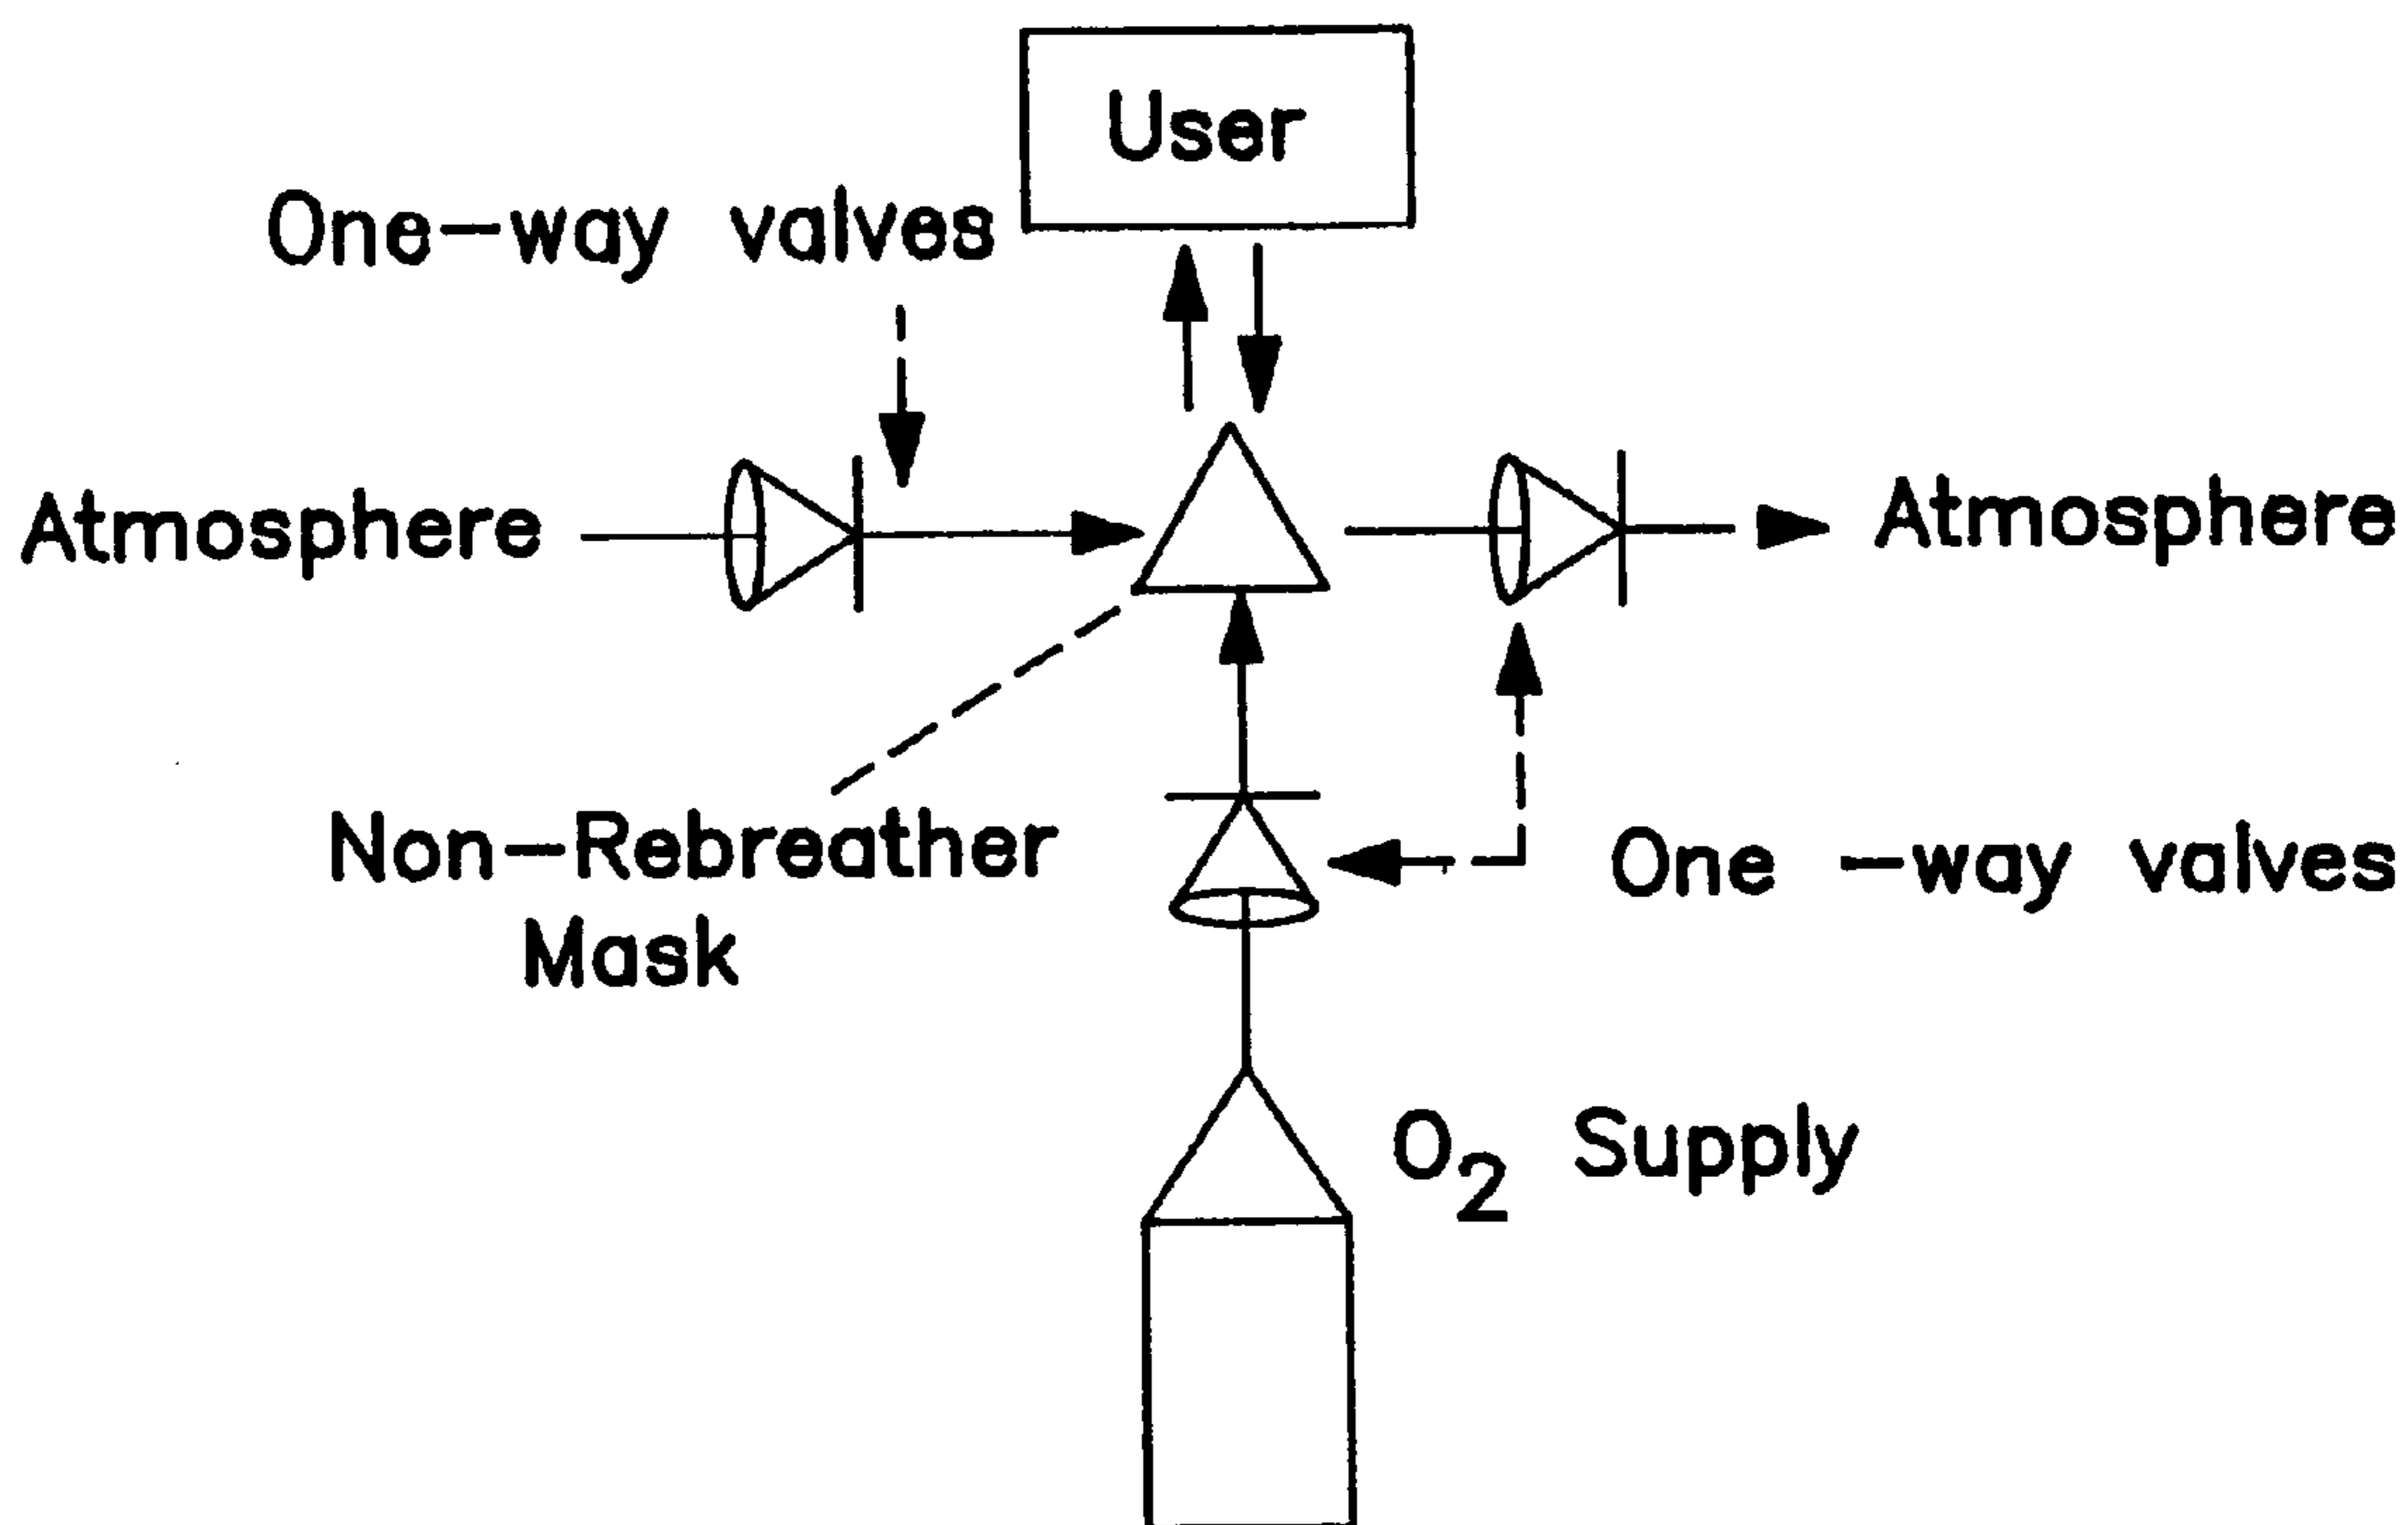 User
One-way valves
Atmosphere
Atmosphere
Non-Rebreather
Mask
One -way valves
O₂ Supply